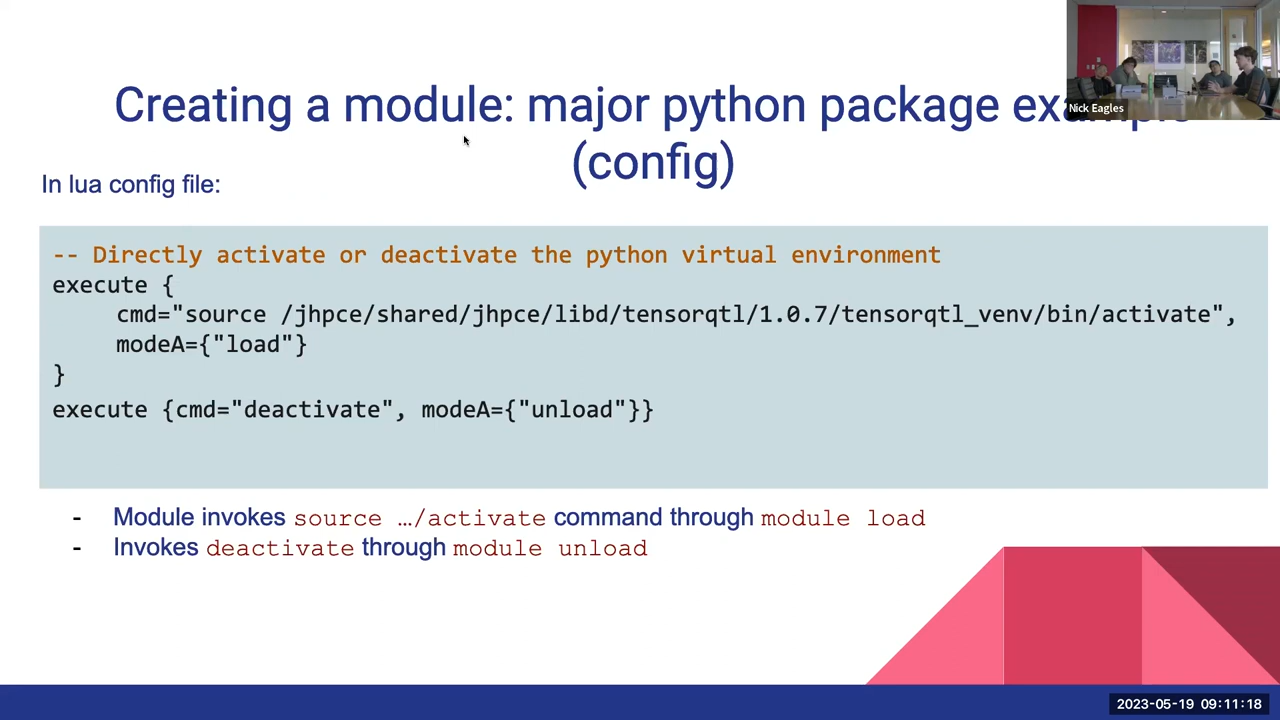 Creating a module: major python package
(config)
Nick Eagles
In lua config file:
-- Directly activate or deactivate the python virtual environment
execute {
cmd="source /jhpce/shared/jhpce/libd/tensorqtl/1.0.7/tensorqtl_venv/bin/activate",
modeA={"load"}
}
execute {cmd="deactivate", modeA={"unload"}}
- Module invokes source …/activate command through module load
- Invokes deactivate through module unload
2023-05-19 09:11:18